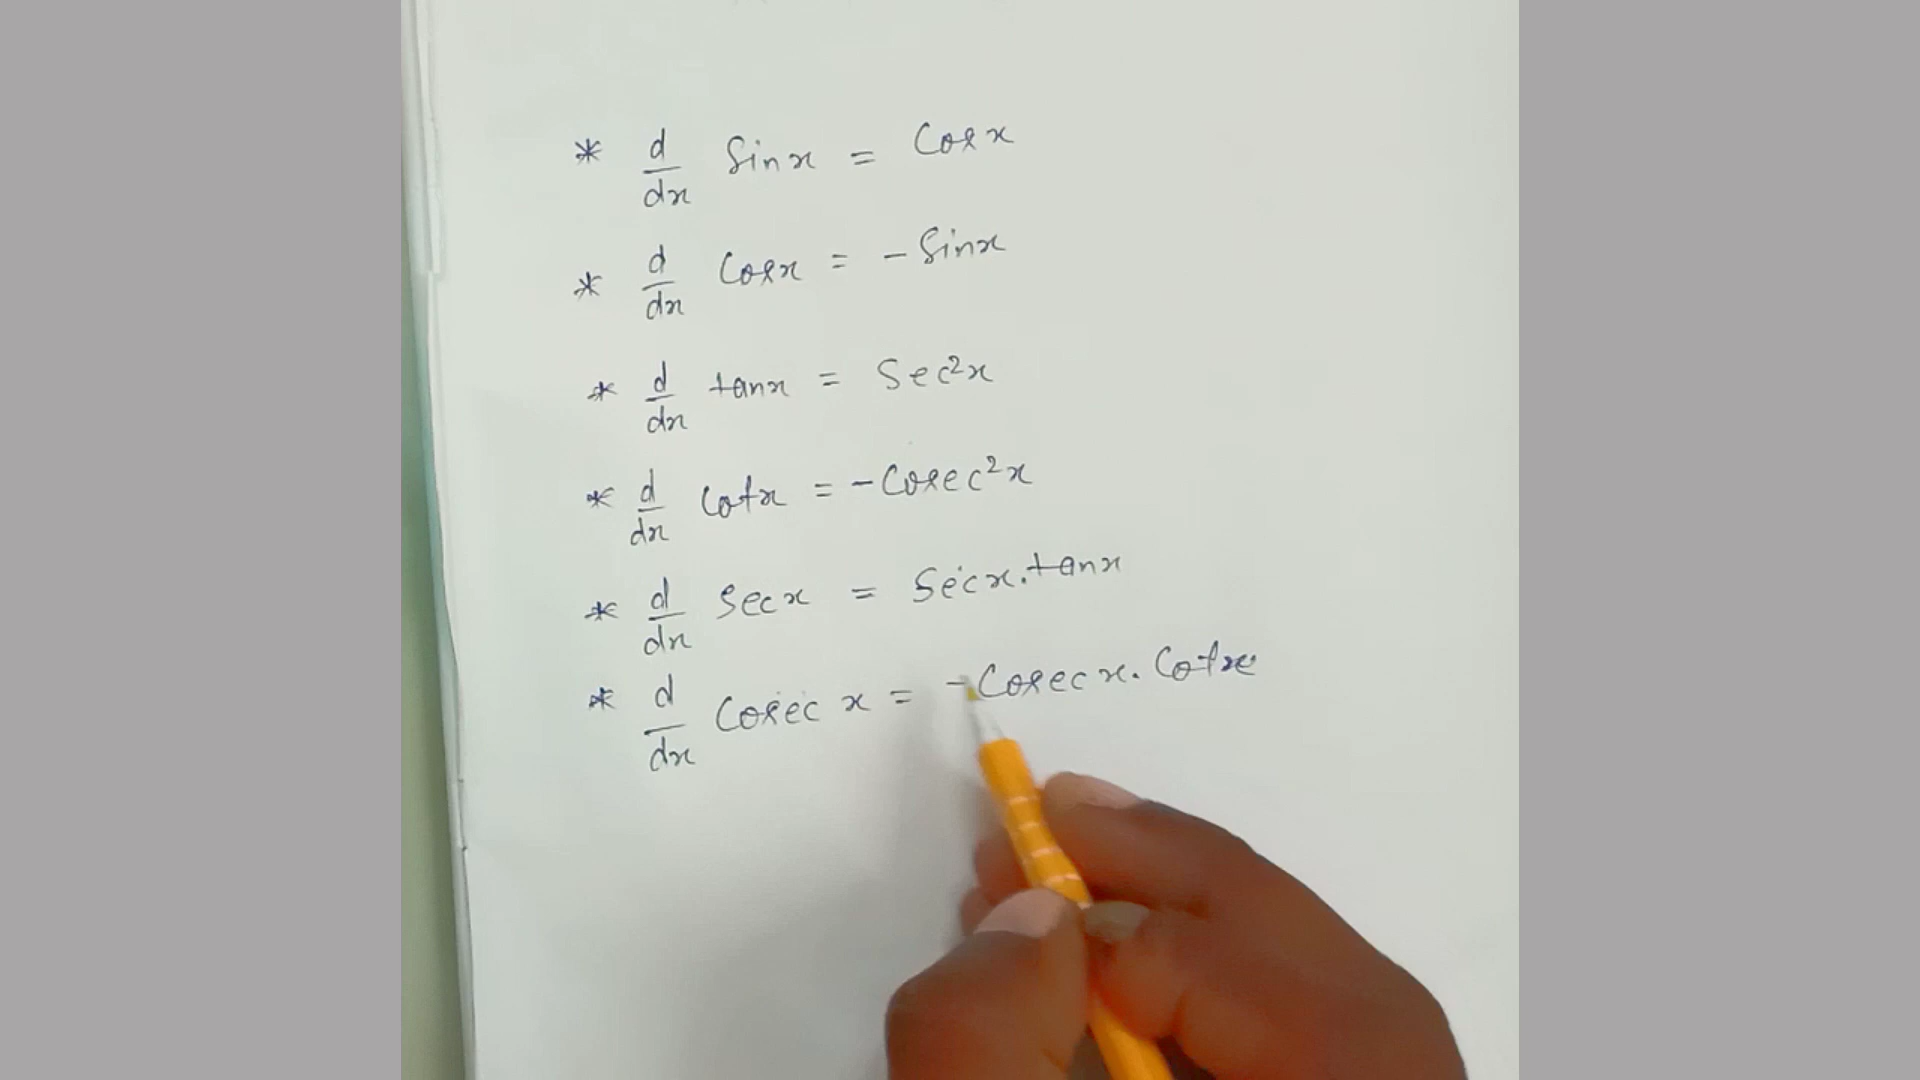 * d/dx Sinx = Cosx
* d/dx Cosx = - Sinx
* d/dx tanx = Sec²x
* d/dx Cotx = - Cosec²x
* d/dx Secx = Secx.tanx
* d/dx Cosec x = - Cosec x. Cotx